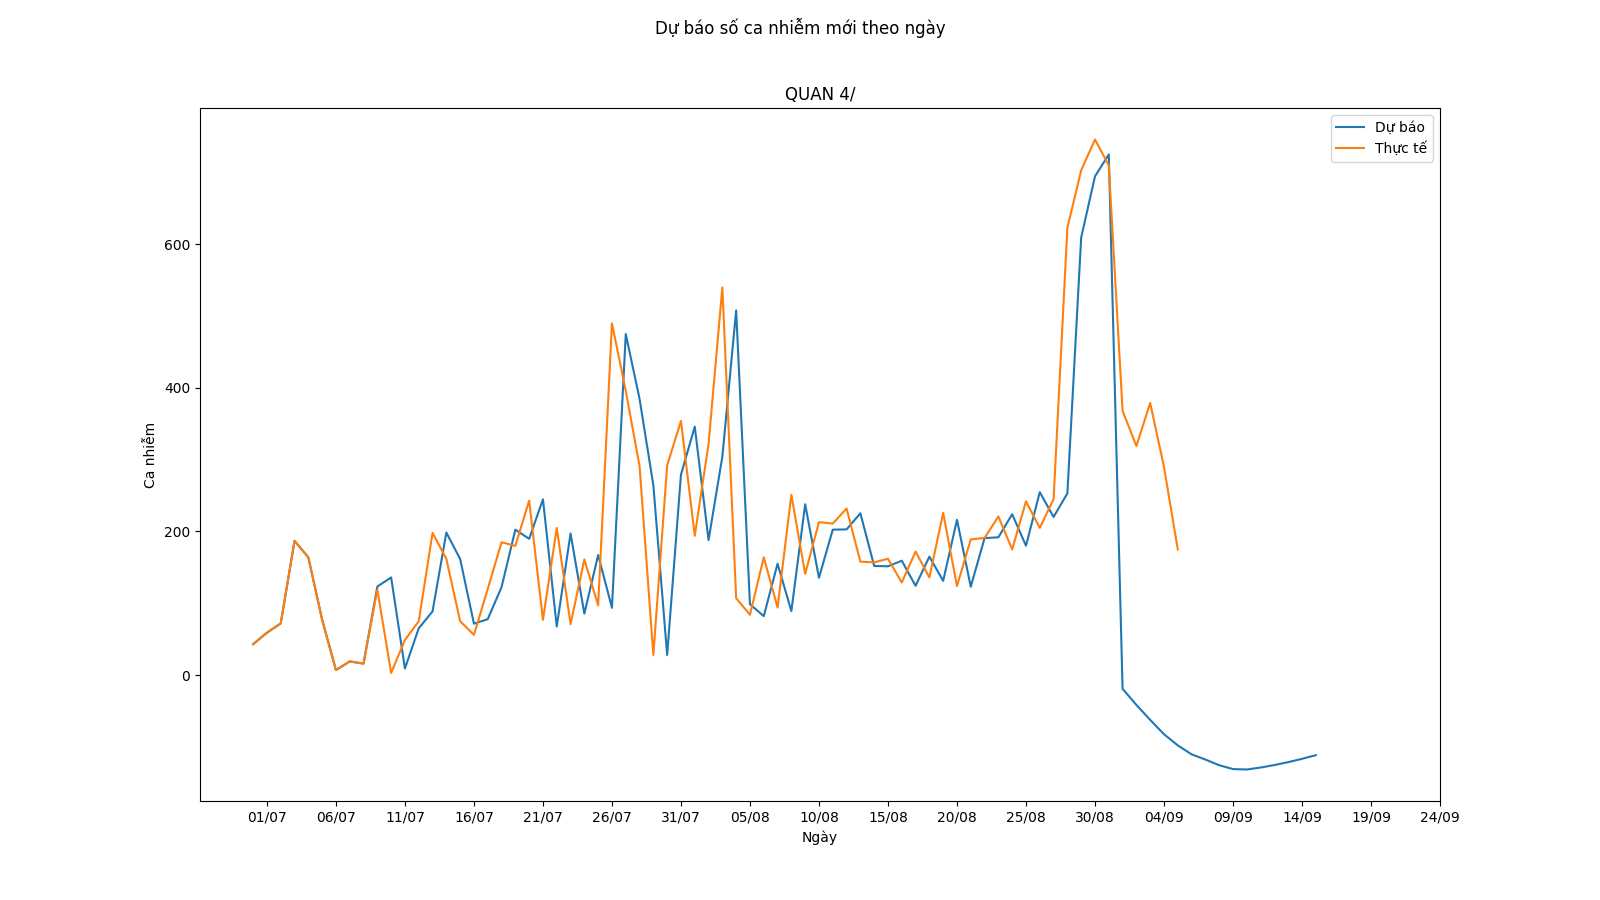 Dự báo số ca nhiễm mới theo ngày
QUAN 4/
Dự báo
Thực tế
600
400
200
0
Ca nhiễm
01/07 06/07 11/07 16/07 21/07 26/07 31/07 05/08 10/08 15/08 20/08 25/08 30/08 04/09 09/09 14/09 19/09 24/09
Ngày